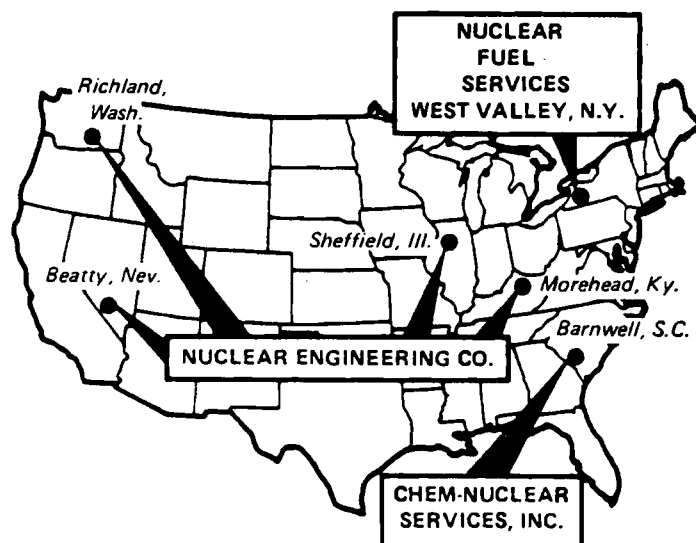 NUCLEAR
FUEL
SERVICES
WEST VALLEY, N.Y.
Richland,
Wash.
Sheffield, Ill.
Beatty, Nev.
Morehead, Ky.
Barnwell, S.C.
NUCLEAR ENGINEERING CO.
CHEM-NUCLEAR
SERVICES, INC.